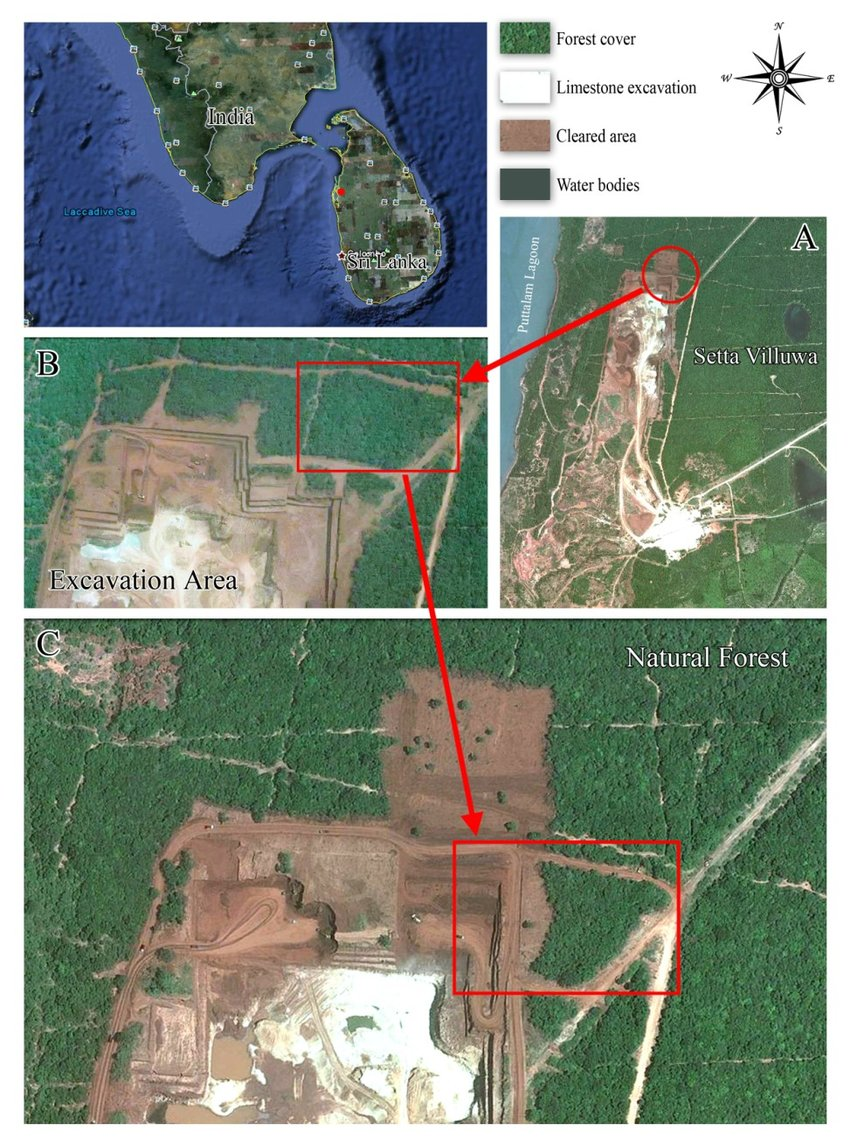 Forest cover
Limestone excavation
Cleared area
Water bodies
N
W
E
S
India
Laccadive Sea
Sri Lanka
A
Puttalam Lagoon
Setta Villuwa
B
Excavation Area
C
Natural Forest